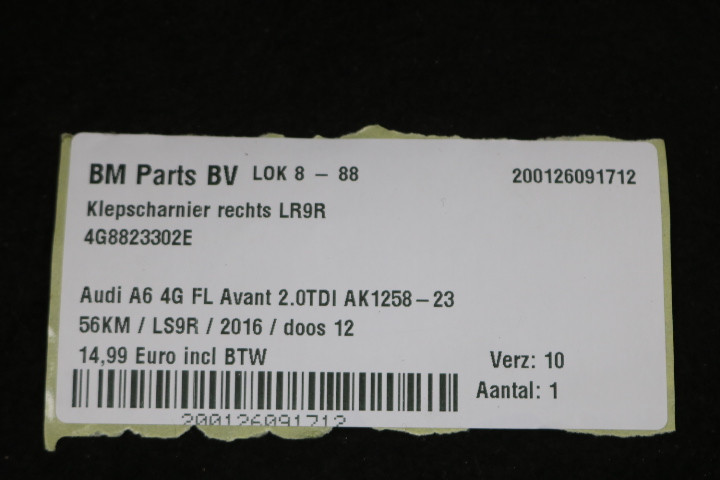 BM Parts BV LOK 8 - 88 200126091712
Klepscharnier rechts LR9R
4G8823302E
Audi A6 4G FL Avant 2.0TDI AK1258-23
56KM / LS9R / 2016 / doos 12
14,99 Euro incl BTW Verz: 10
Aantal: 1
200126091712